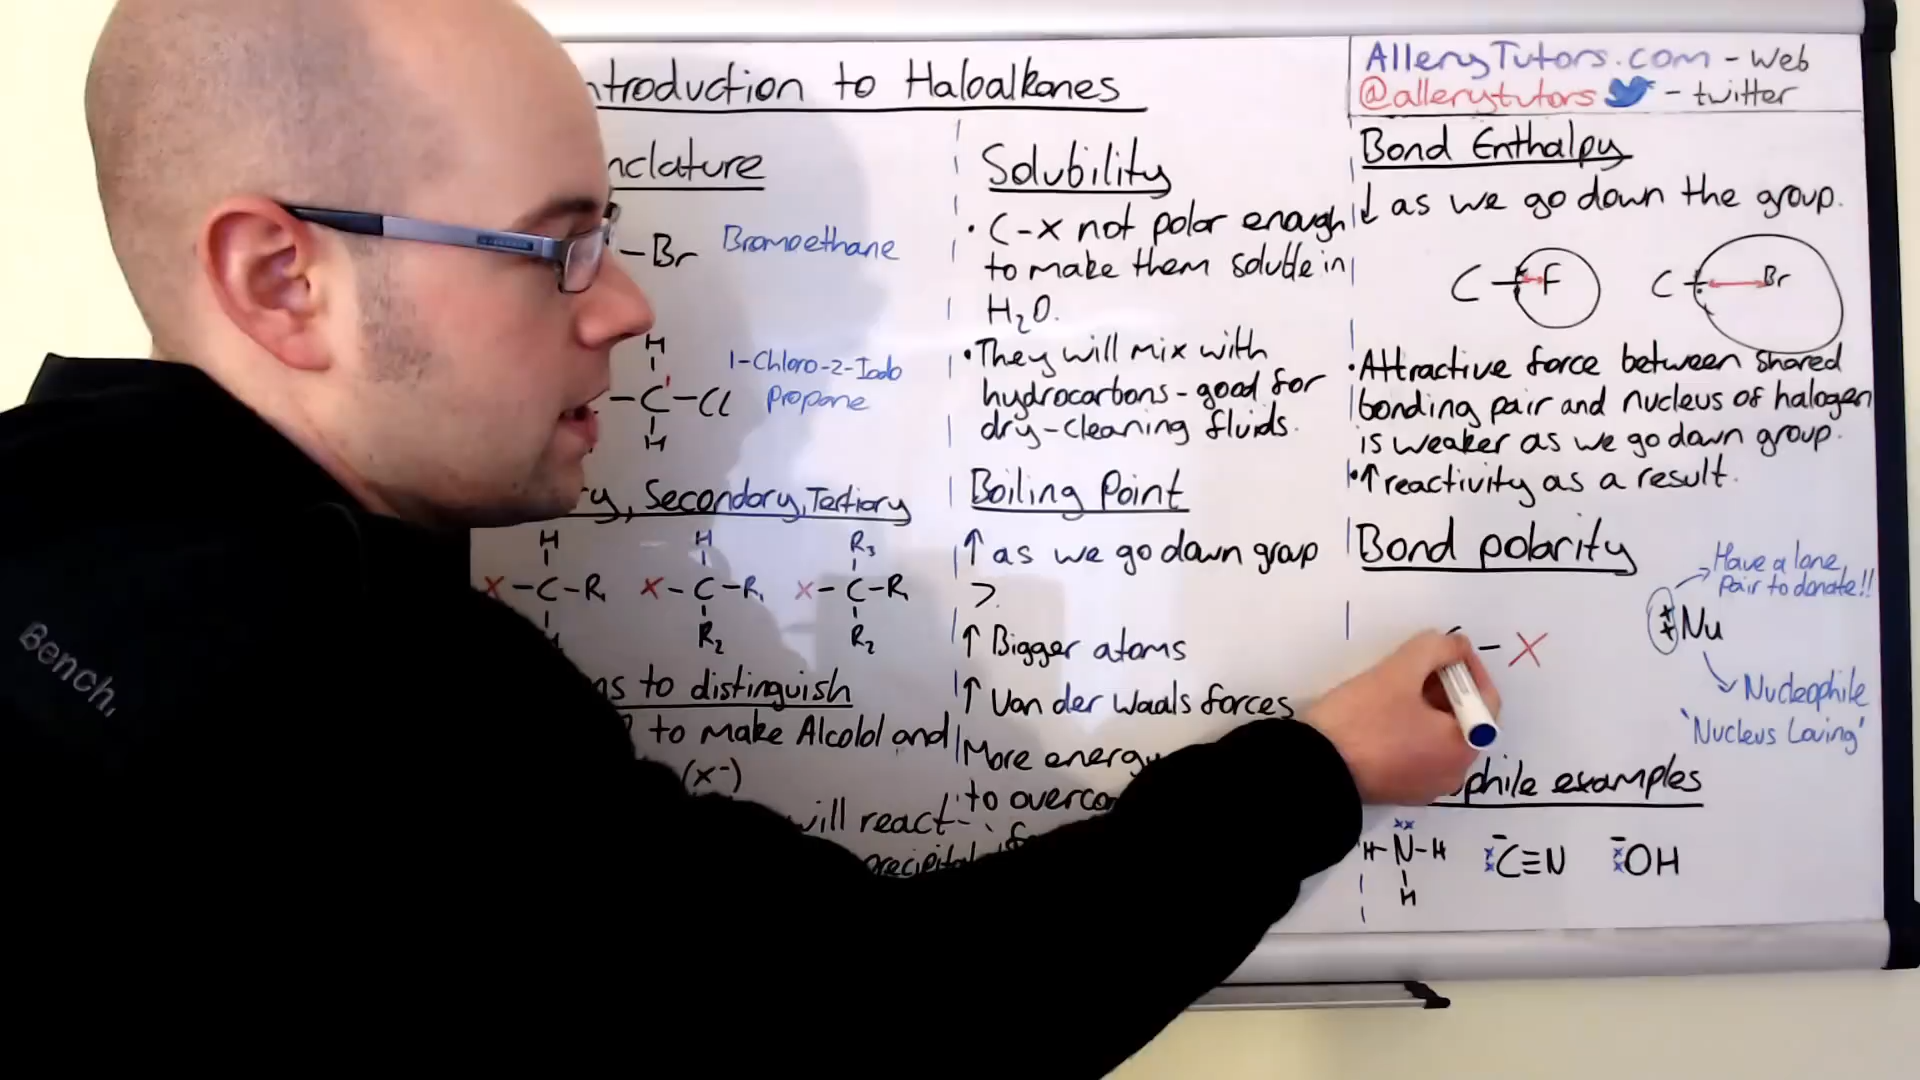 ntroduction to Haloalkanes
nclature
-Br Bromoethane
H
1-Chloro-2-Iodo
-C-Cl Propane
H
y, Secondary, Tertiary
H H R3
X-C-R, X-C-R, X-C-R,
R2 R2
ns to distinguish
to make Alcolol and
(x-)
will react
Solubility
• C-X not polar enough
to make them soluble in
H2O.
• They will mix with
hydrocarbons - good for
dry-cleaning fluids.
Boiling Point
↑ as we go down group
>
↑ Bigger atoms
↑ Van der Waals forces
More energy
to overco
AlleryTutors.com - Web
@allerytutors - twitter
Bond Enthalpy
↓ as we go down the group.
C-F C-Br
• Attractive force between shared
bonding pair and nucleus of halogen
is weaker as we go down group.
• ↑ reactivity as a result.
Bond polarity
Have a lone
pair to donate!!
Nu
- X
Nucleophile
'Nucleus Loving'
phile examples
xx
H-N-H -C≡N -OH
H
Bench.